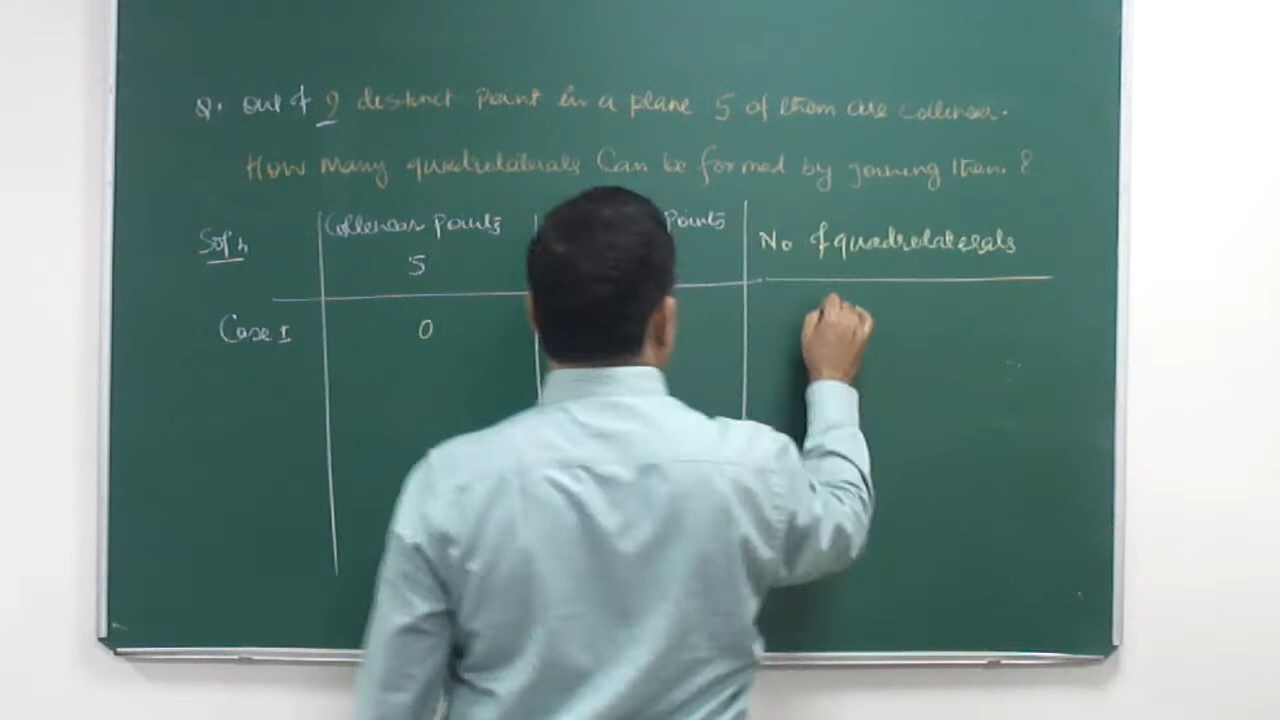 Q. Out of 9 distinct point in a plane 5 of them are collinear.
How Many quadrilaterals Can be formed by joining them?
Soln
Collinear Points
5
Points
No of quadrilaterals
Case I
0